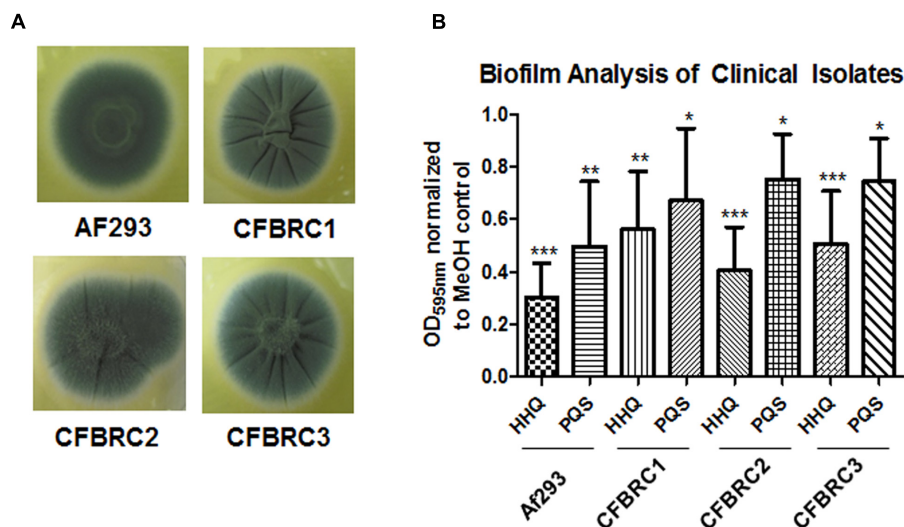 A
AF293
CFBRC1
CFBRC2
CFBRC3
B
Biofilm Analysis of Clinical Isolates
OD595nm normalized
to MeOH control
1.0
0.8
0.6
0.4
0.2
0.0
***
**
**
*
***
*
***
*
HHQ
PQS
HHQ
PQS
HHQ
PQS
HHQ
PQS
Af293
CFBRC1
CFBRC2
CFBRC3